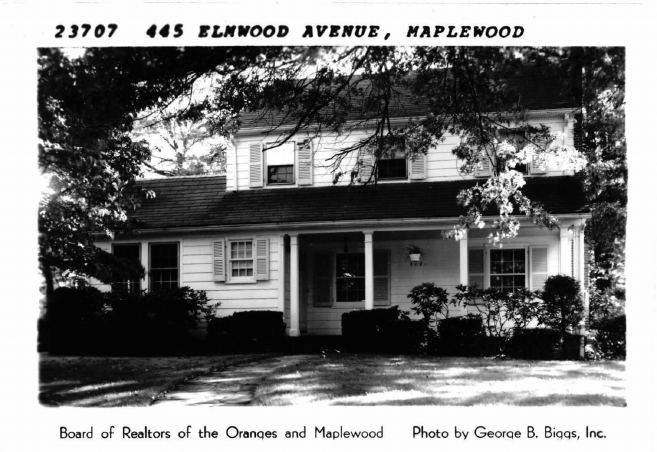 23707 445 ELMWOOD AVENUE, MAPLEWOOD
Board of Realtors of the Oranges and Maplewood Photo by George B. Biggs, Inc.